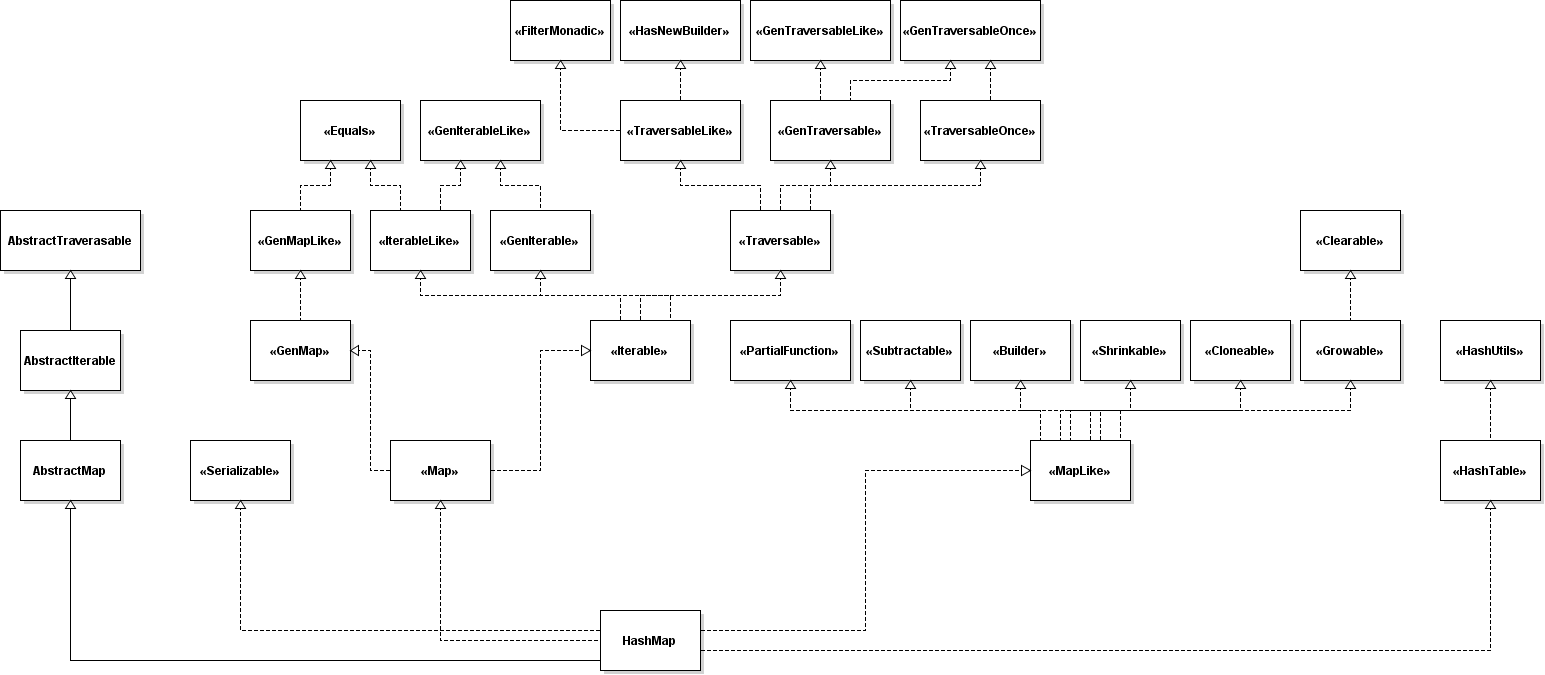 «FilterMonadic»
«HasNewBuilder»
«GenTraversableLike»
«GenTraversableOnce»
«Equals»
«GenIterableLike»
«TraversableLike»
«GenTraversable»
«TraversableOnce»
AbstractTraverasable
«GenMapLike»
«IterableLike»
«GenIterable»
«Traversable»
«Clearable»
AbstractIterable
«GenMap»
«Iterable»
«PartialFunction»
«Subtractable»
«Builder»
«Shrinkable»
«Cloneable»
«Growable»
«HashUtils»
AbstractMap
«Serializable»
«Map»
«MapLike»
«HashTable»
HashMap